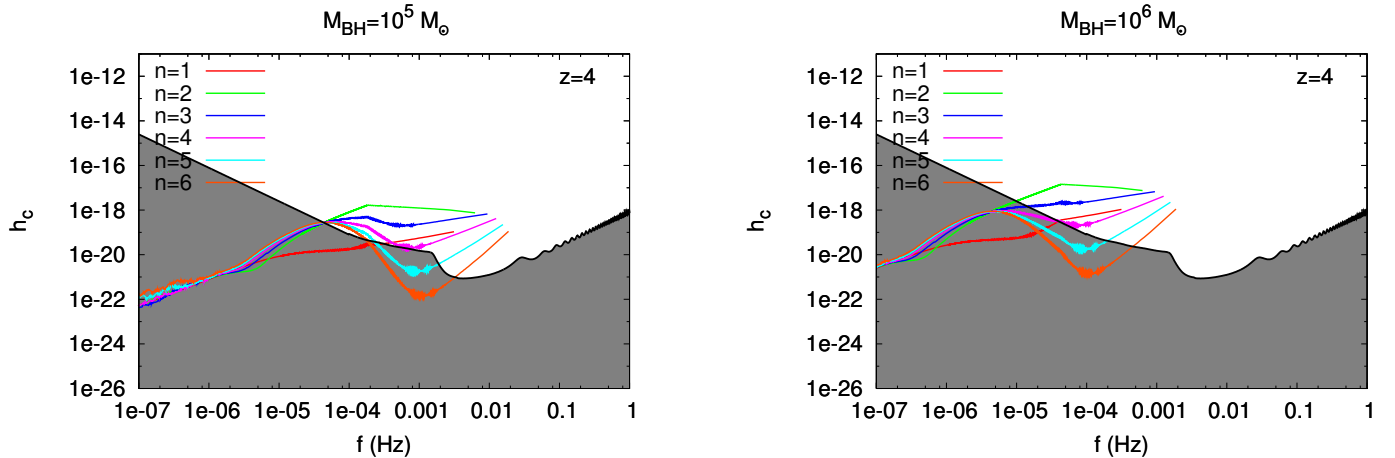 M_BH=10^5 M_⊙
h_c
1e-12
1e-14
1e-16
1e-18
1e-20
1e-22
1e-24
1e-26
n=1
n=2
n=3
n=4
n=5
n=6
z=4
1e-07 1e-06 1e-05 1e-04 0.001 0.01 0.1 1
f (Hz)
M_BH=10^6 M_⊙
h_c
1e-12
1e-14
1e-16
1e-18
1e-20
1e-22
1e-24
1e-26
n=1
n=2
n=3
n=4
n=5
n=6
z=4
1e-07 1e-06 1e-05 1e-04 0.001 0.01 0.1 1
f (Hz)